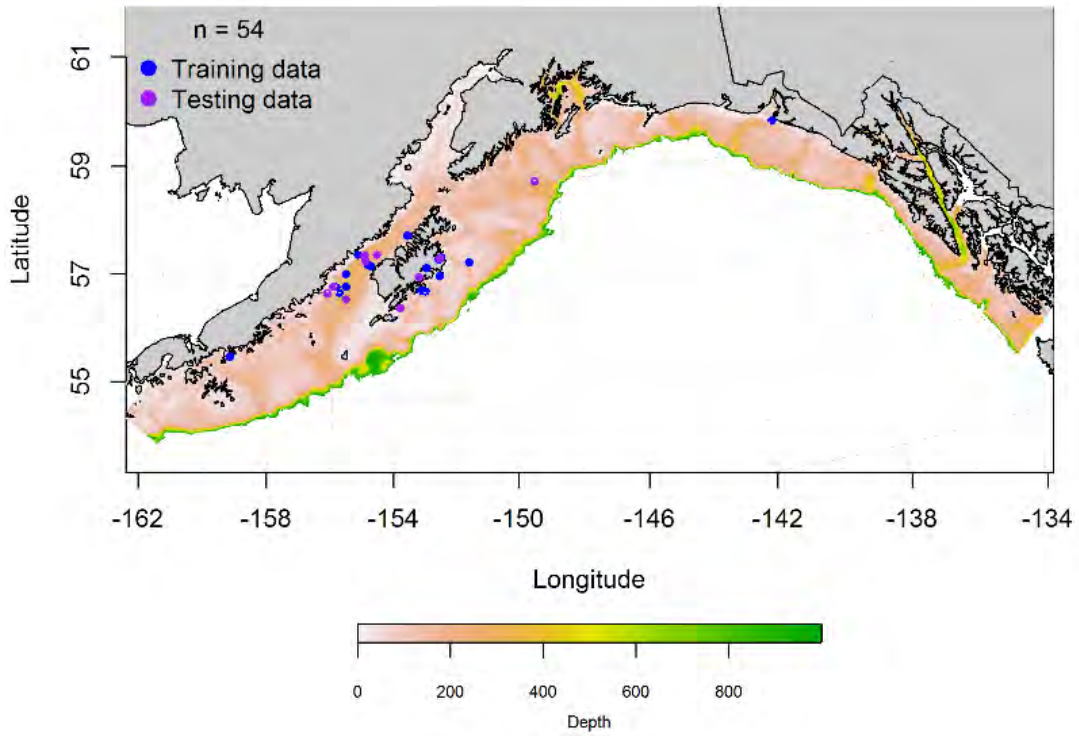 n = 54
Training data
Testing data
61
59
57
55
Latitude
-162 -158 -154 -150 -146 -142 -138 -134
Longitude
0 200 400 600 800
Depth